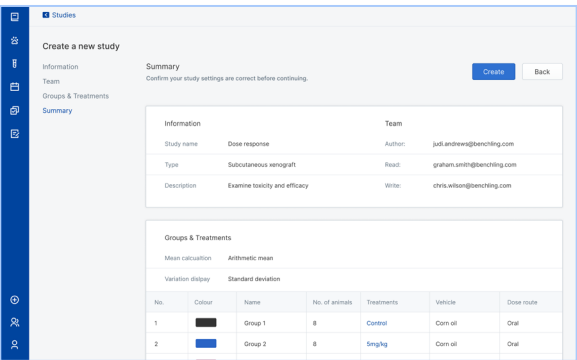 Studies
Create a new study
Information
Team
Groups & Treatments
Summary
Summary
Confirm your study settings are correct before continuing.
Create
Back
Information
Study name Dose response
Type Subcutaneous xenograft
Description Examine toxicity and efficacy
Team
Author: judi.andrews@benchling.com
Read: graham.smith@benchling.com
Write: chris.wilson@benchling.com
Groups & Treatments
Mean calcualtion Arithmetic mean
Variation dislpay Standard deviation
No. Colour Name No. of animals Treatments Vehicle Dose route
1 Group 1 8 Control Corn oil Oral
2 Group 2 8 5mg/kg Corn oil Oral